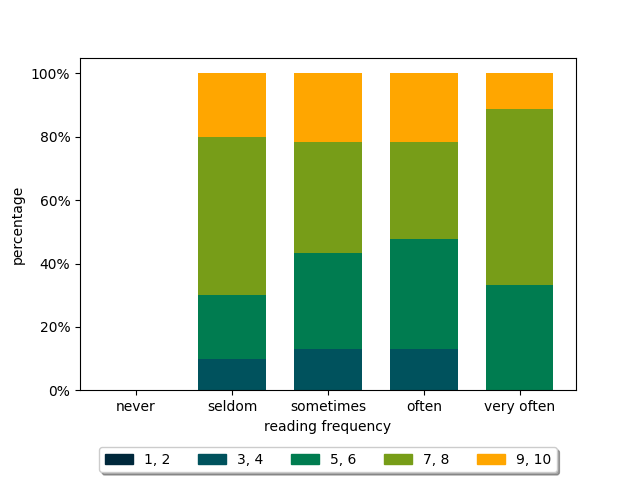 100%
80%
60%
40%
20%
0%
percentage
never seldom sometimes often very often
reading frequency
1, 2 3, 4 5, 6 7, 8 9, 10